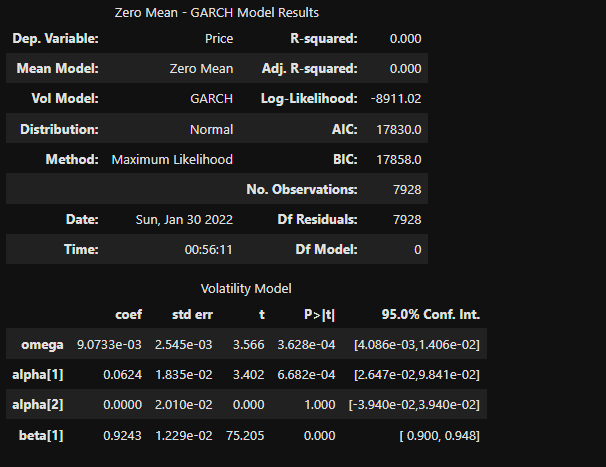 Zero Mean - GARCH Model Results
Dep. Variable: Price R-squared: 0.000
Mean Model: Zero Mean Adj. R-squared: 0.000
Vol Model: GARCH Log-Likelihood: -8911.02
Distribution: Normal AIC: 17830.0
Method: Maximum Likelihood BIC: 17858.0
No. Observations: 7928
Date: Sun, Jan 30 2022 Df Residuals: 7928
Time: 00:56:11 Df Model: 0
Volatility Model
coef std err t P>|t| 95.0% Conf. Int.
omega 9.0733e-03 2.545e-03 3.566 3.628e-04 [4.086e-03,1.406e-02]
alpha[1] 0.0624 1.835e-02 3.402 6.682e-04 [2.647e-02,9.841e-02]
alpha[2] 0.0000 2.010e-02 0.000 1.000 [-3.940e-02,3.940e-02]
beta[1] 0.9243 1.229e-02 75.205 0.000 [ 0.900, 0.948]